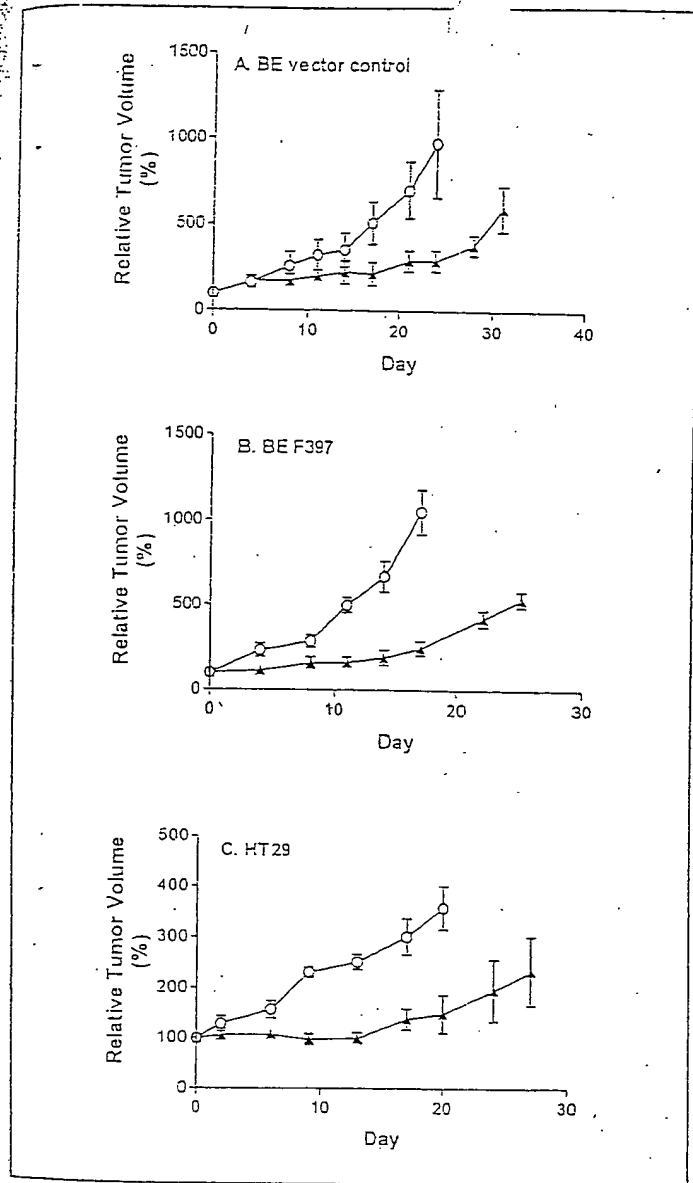 A. BE vector control
Relative Tumor Volume
(%)
1500
1000
500
0
0 10 20 30 40
Day
B. BE F397
Relative Tumor Volume
(%)
1500
1000
500
0
0 10 20 30
Day
C. HT29
Relative Tumor Volume
(%)
500
400
300
200
100
0
0 10 20 30
Day